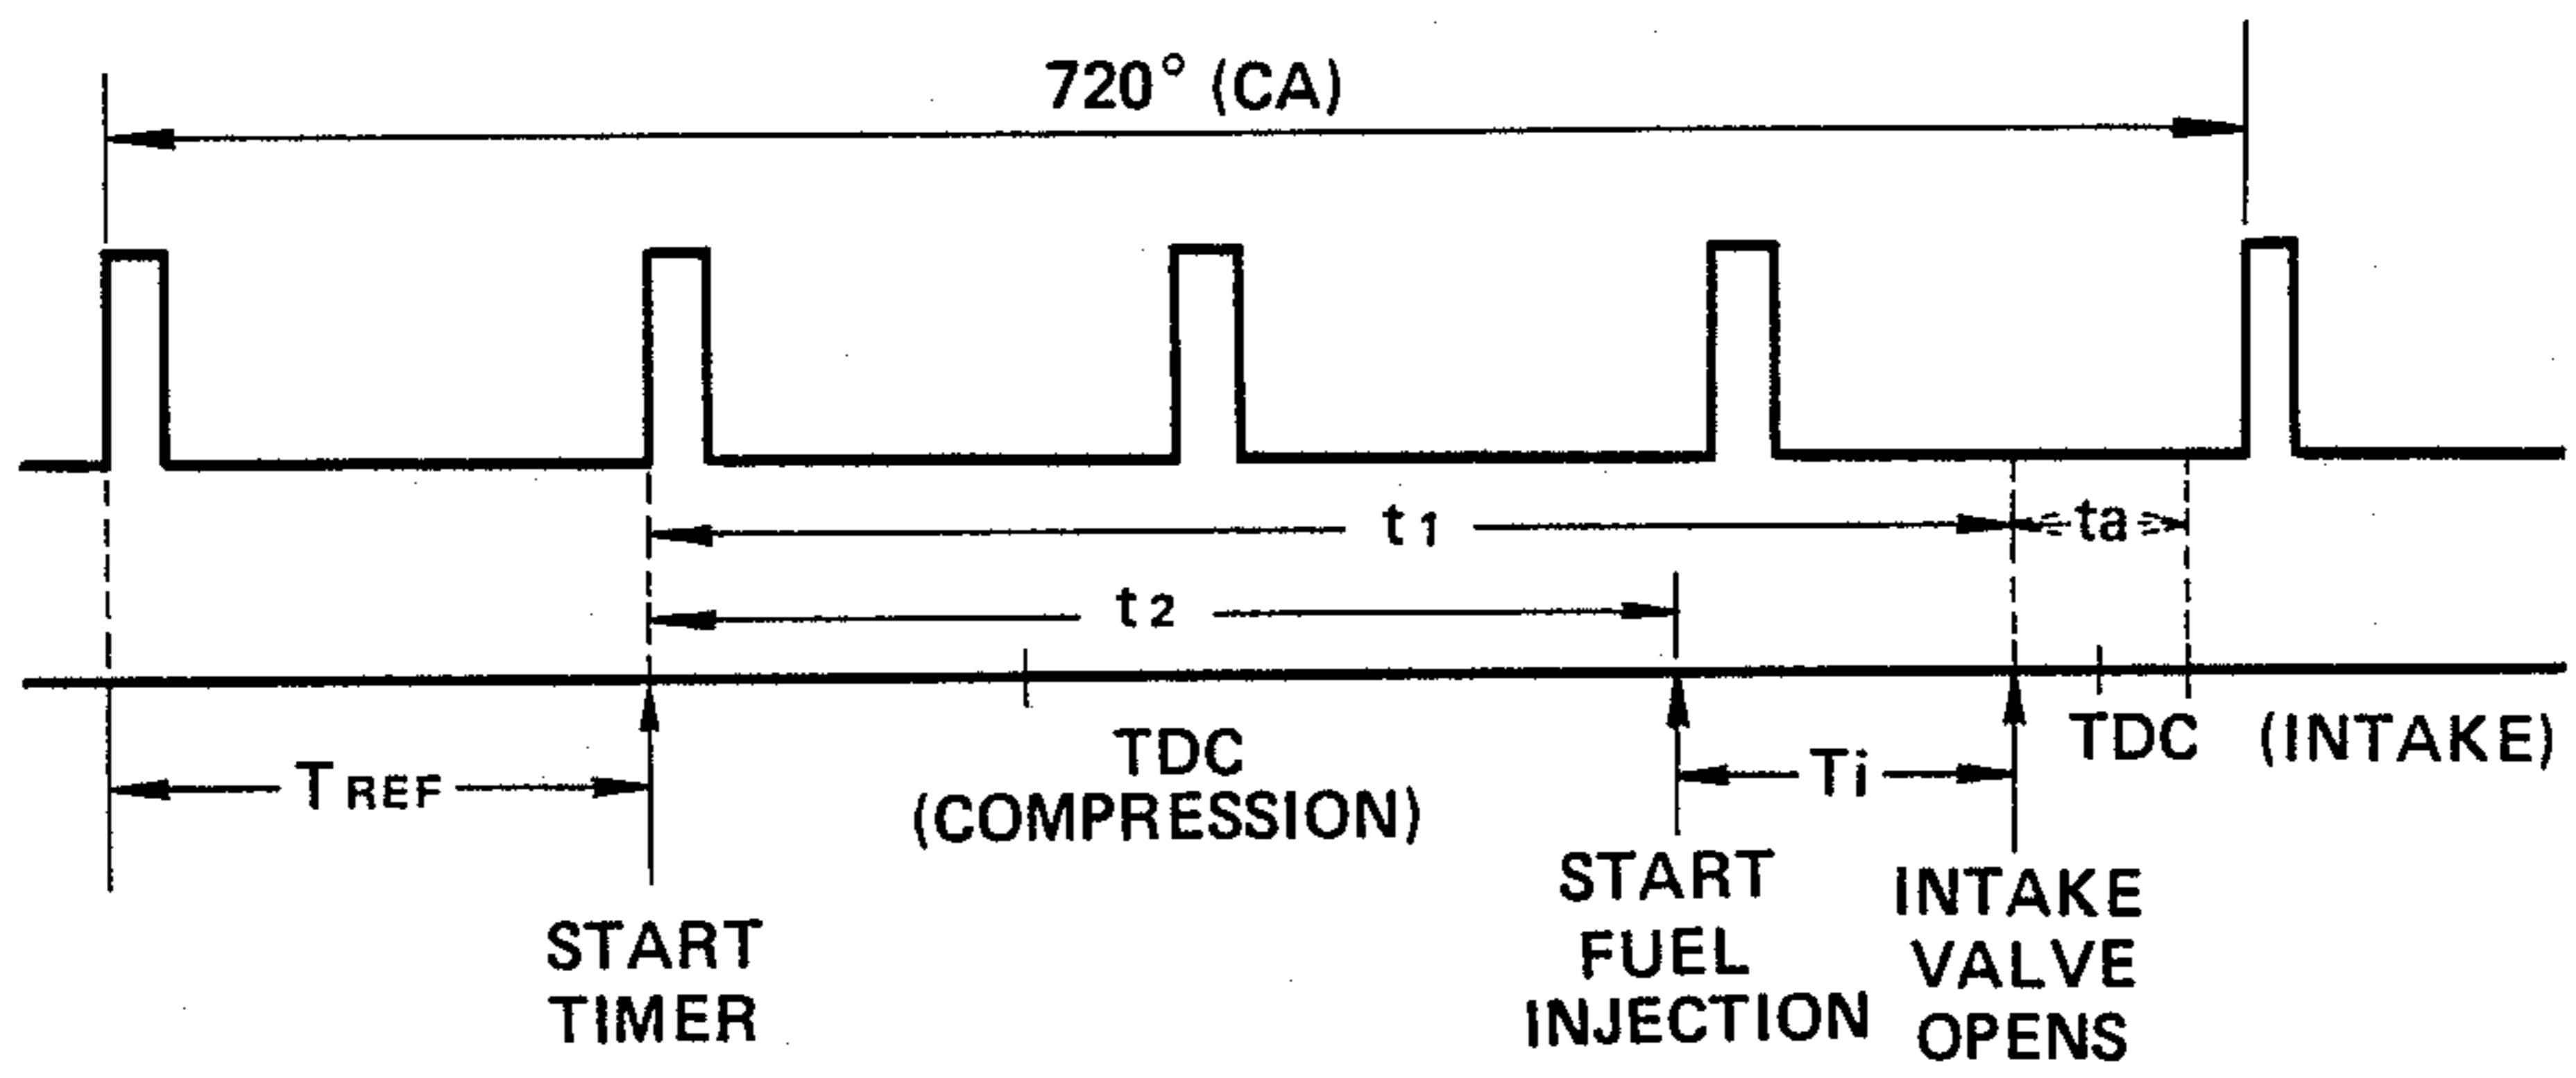 720° (CA)
t1
ta
t2
TDC (INTAKE)
TREF
TDC
(COMPRESSION)
Ti
START
TIMER
START
FUEL
INJECTION
INTAKE
VALVE
OPENS